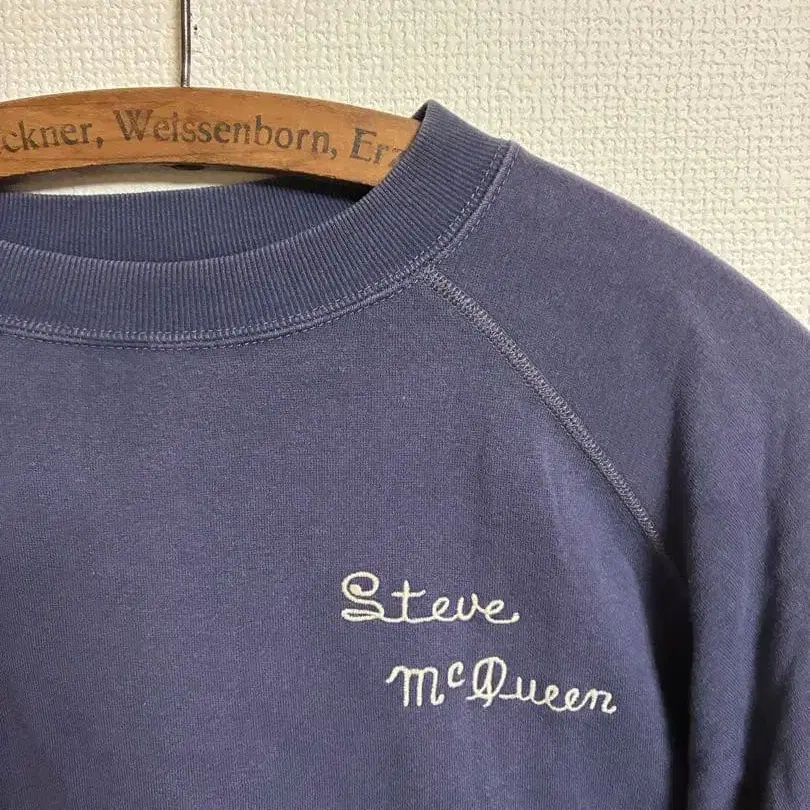 ckner, Weissenborn, Er
Steve
McQueen